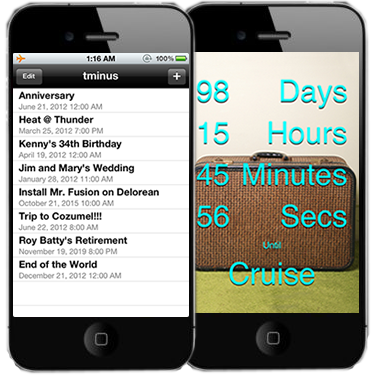 1:16 AM
100%
Edit
tminus
+
Anniversary
June 21, 2012 12:00 AM
Heat @ Thunder
March 25, 2012 7:00 PM
Kenny's 34th Birthday
April 19, 2012 12:00 AM
Jim and Mary's Wedding
January 28, 2012 11:00 AM
Install Mr. Fusion on Delorean
October 21, 2015 10:00 AM
Trip to Cozumel!!!
June 22, 2012 8:00 AM
Roy Batty's Retirement
November 19, 2019 8:00 PM
End of the World
December 21, 2012 12:00 AM
98 Days
15 Hours
45 Minutes
56 Secs
Until
Cruise